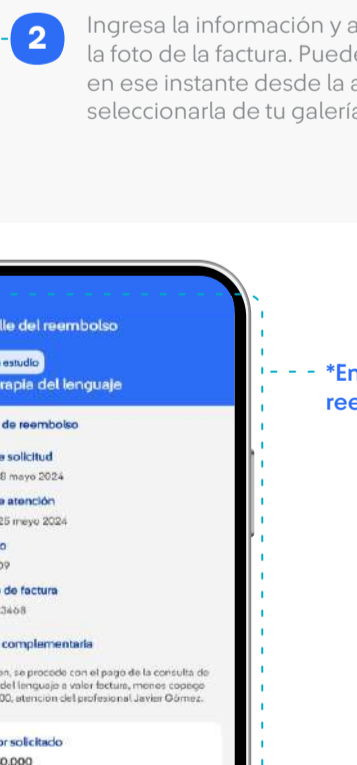 2
Ingresa la información y a
la foto de la factura. Puede
en ese instante desde la a
seleccionarla de tu galería
lle del reembolso
estudio
rapia del lenguaje
de reembolso
e solicitud
8 mayo 2024
e atención
25 mayo 2024
o
09
de factura
3468
complementaria
en, se procede con el pago de la consulta de
del lenguaje a valor factura, menos copago
00, atención del profesional Javier Gómez.
or solicitado
0.000
*En
ree